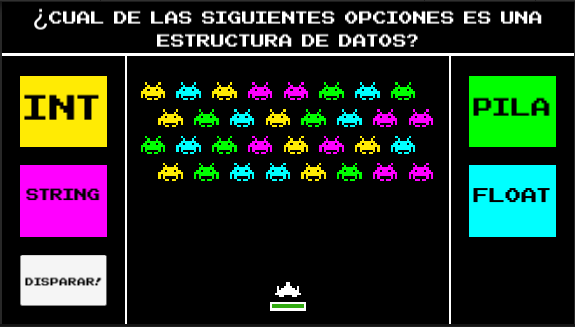 ¿CUAL DE LAS SIGUIENTES OPCIONES ES UNA
ESTRUCTURA DE DATOS?
INT
STRING
DISPARAR!
PILA
FLOAT